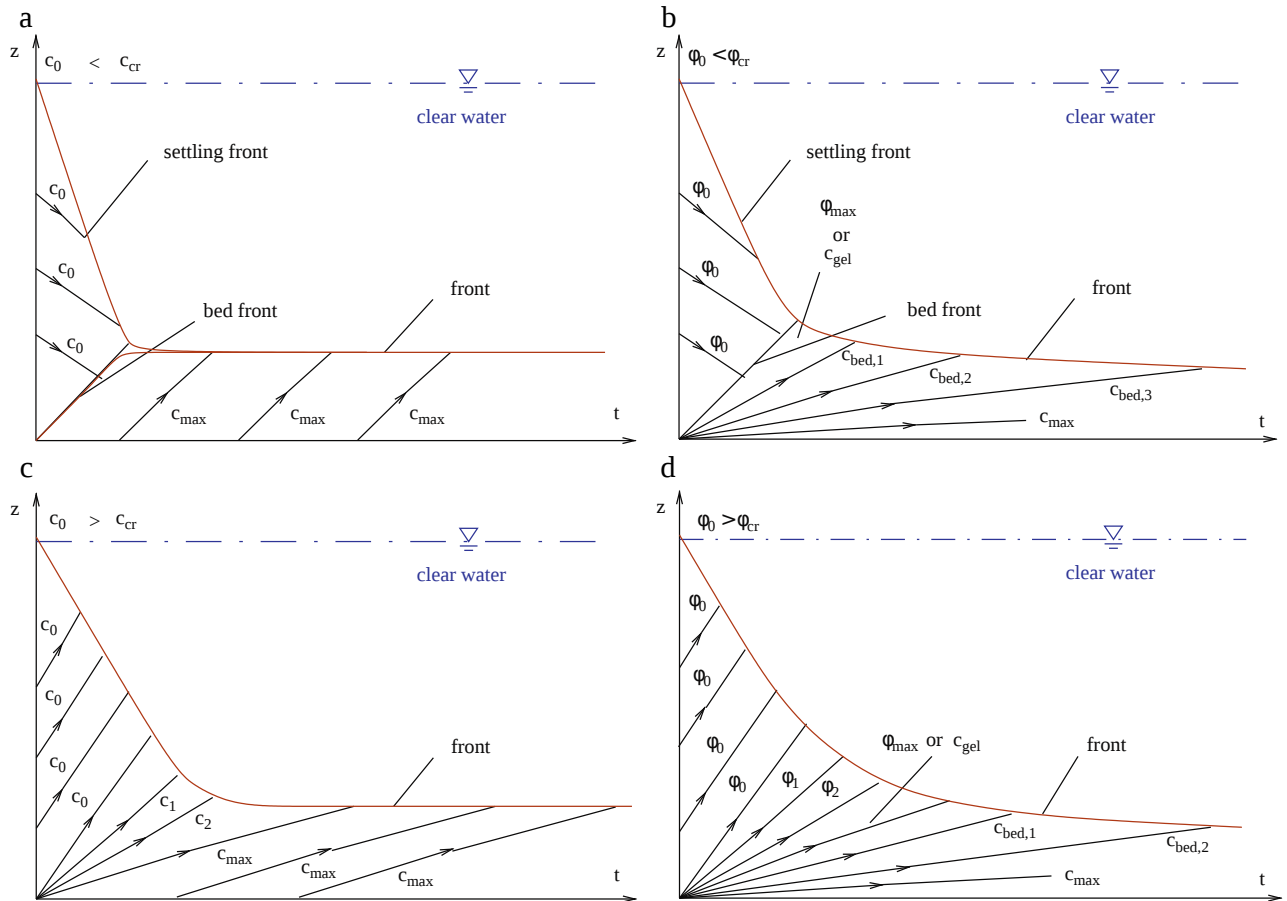 a
z
c0 < ccr
clear water
settling front
c0
c0
front
bed front
c0
cmax
cmax
cmax
t
b
z
φ0 <φcr
clear water
settling front
φ0
φmax
or
cgel
φ0
front
bed front
φ0
cbed,1
cbed,2
cbed,3
cmax
t
c
z
c0 > ccr
clear water
c0
c0
front
c0
c0
c1
c2
cmax
cmax
cmax
t
d
z
φ0 >φcr
clear water
φ0
φ0
φmax or cgel
front
φ0
φ0
φ1
φ2
cbed,1
cbed,2
cmax
t